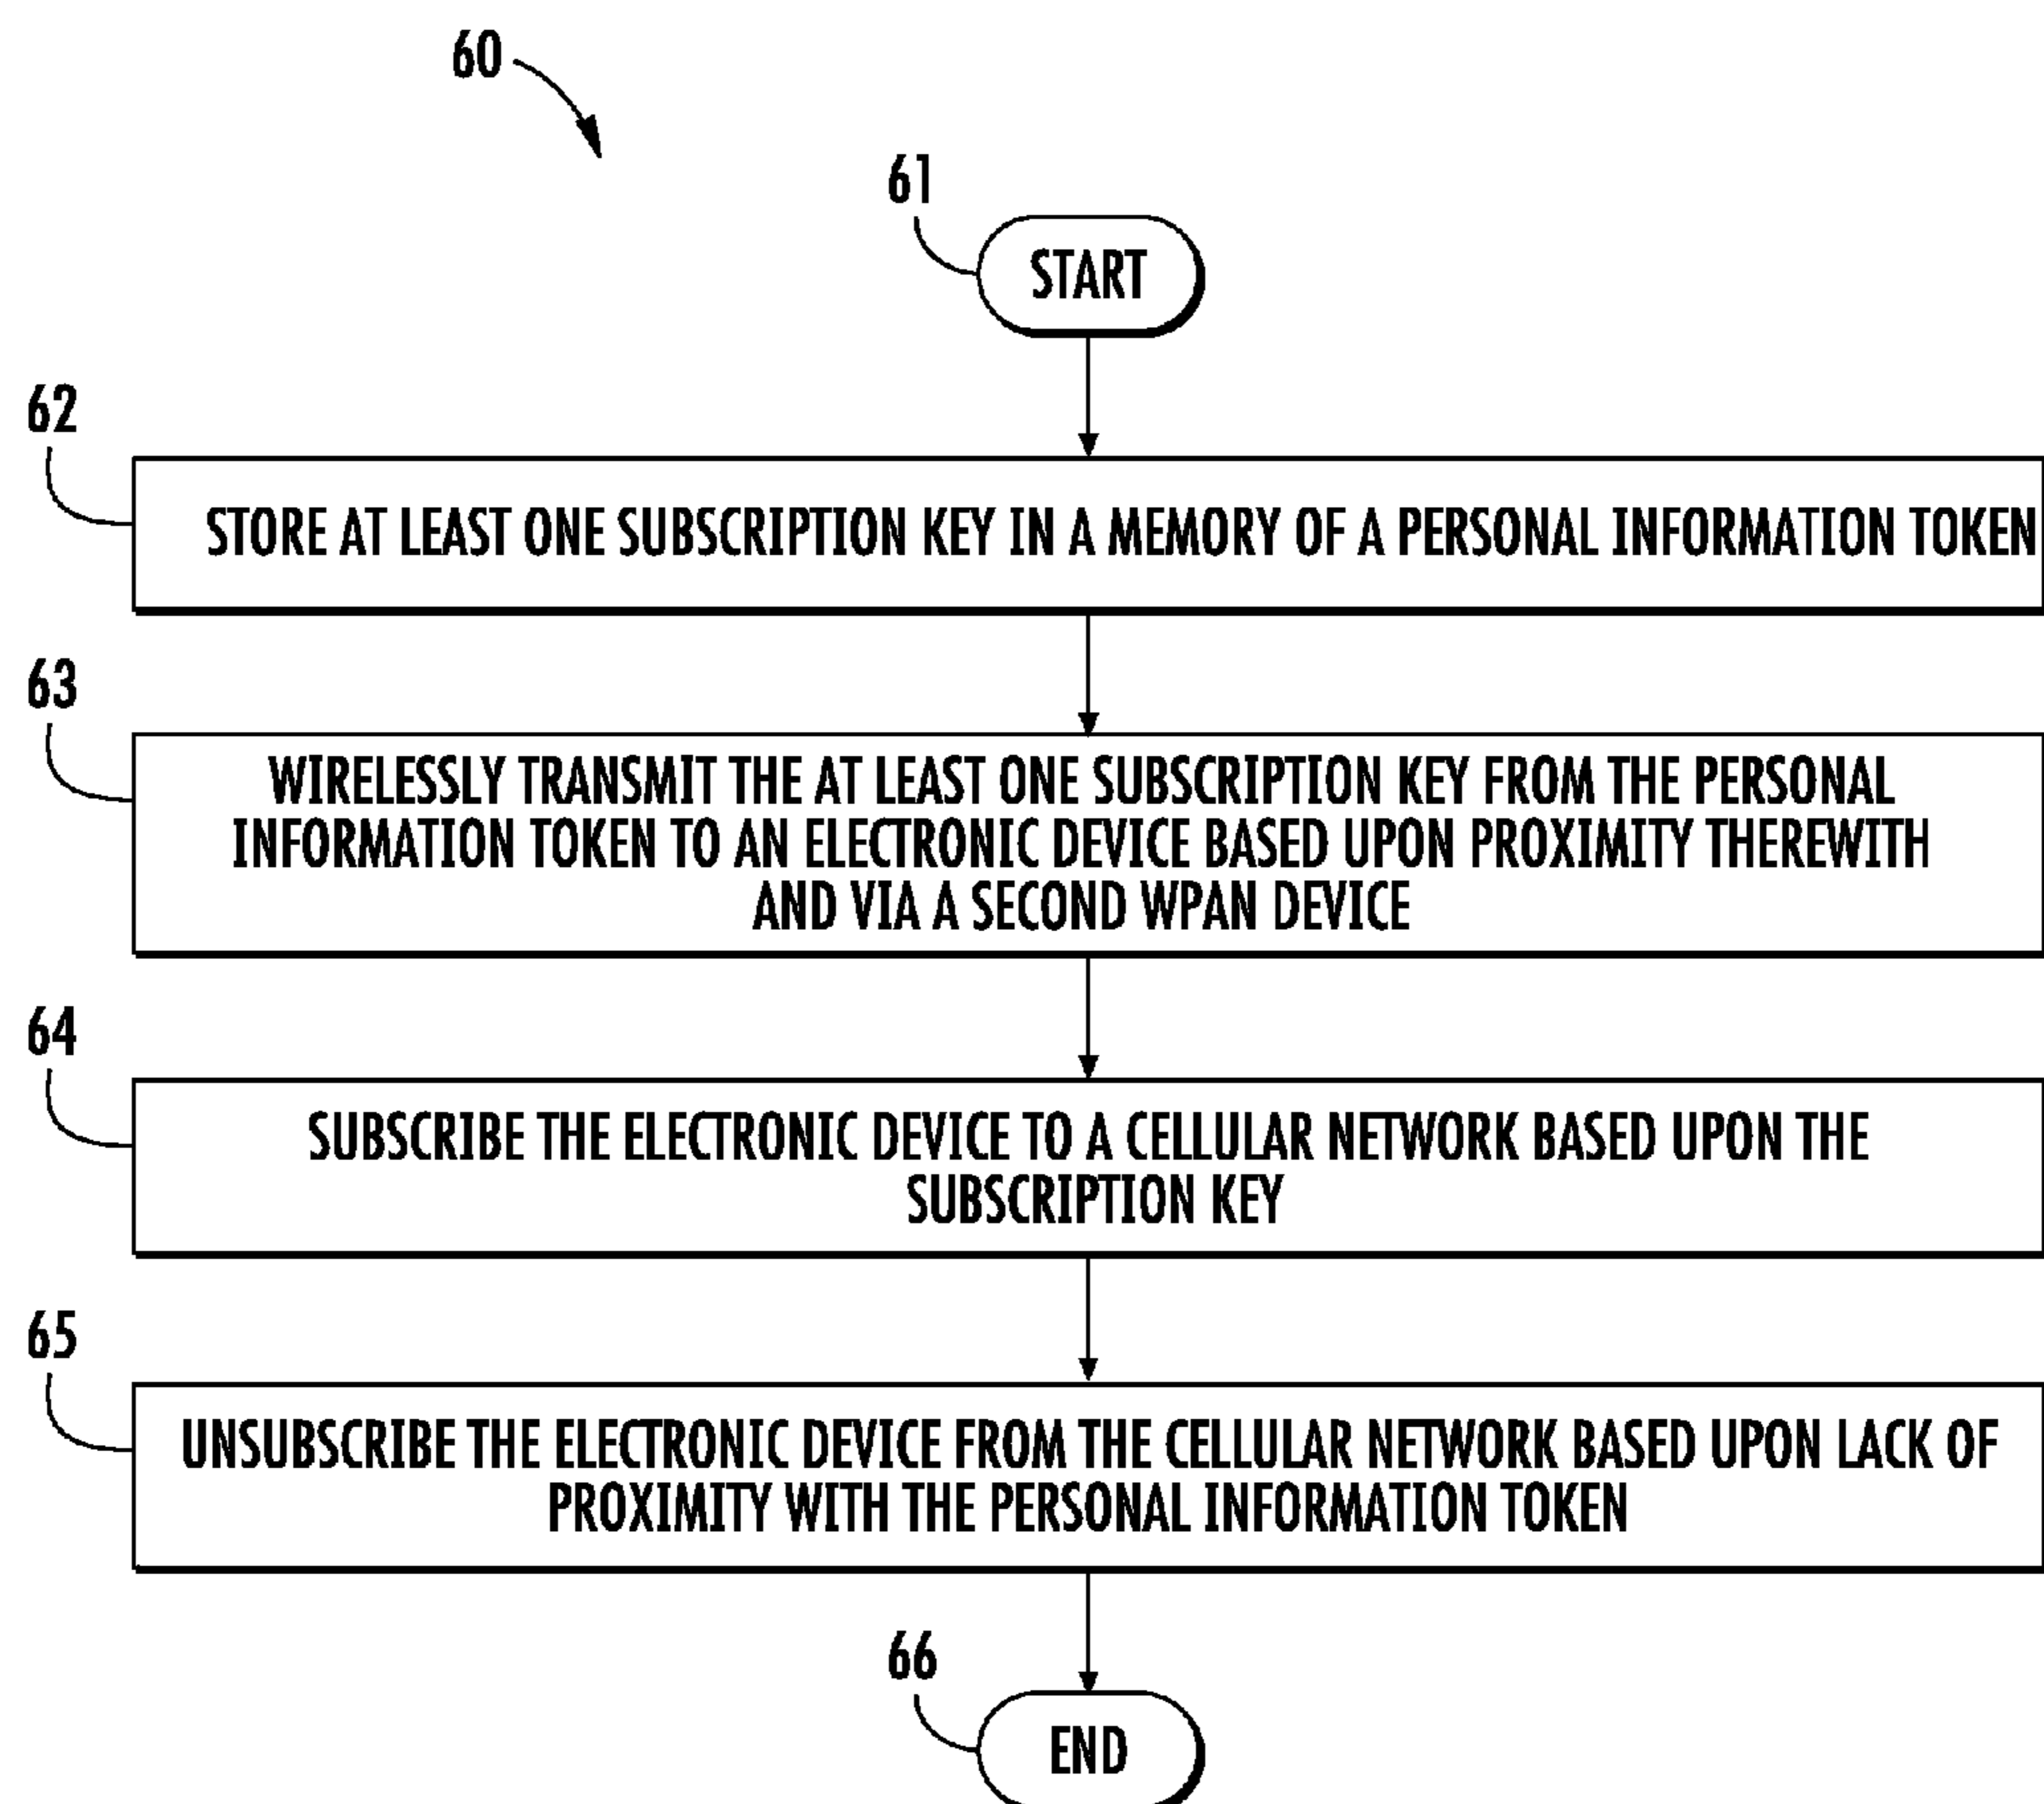 60
61
START
62
STORE AT LEAST ONE SUBSCRIPTION KEY IN A MEMORY OF A PERSONAL INFORMATION TOKEN
63
WIRELESSLY TRANSMIT THE AT LEAST ONE SUBSCRIPTION KEY FROM THE PERSONAL
INFORMATION TOKEN TO AN ELECTRONIC DEVICE BASED UPON PROXIMITY THEREWITH
AND VIA A SECOND WPAN DEVICE
64
SUBSCRIBE THE ELECTRONIC DEVICE TO A CELLULAR NETWORK BASED UPON THE
SUBSCRIPTION KEY
65
UNSUBSCRIBE THE ELECTRONIC DEVICE FROM THE CELLULAR NETWORK BASED UPON LACK OF
PROXIMITY WITH THE PERSONAL INFORMATION TOKEN
66
END